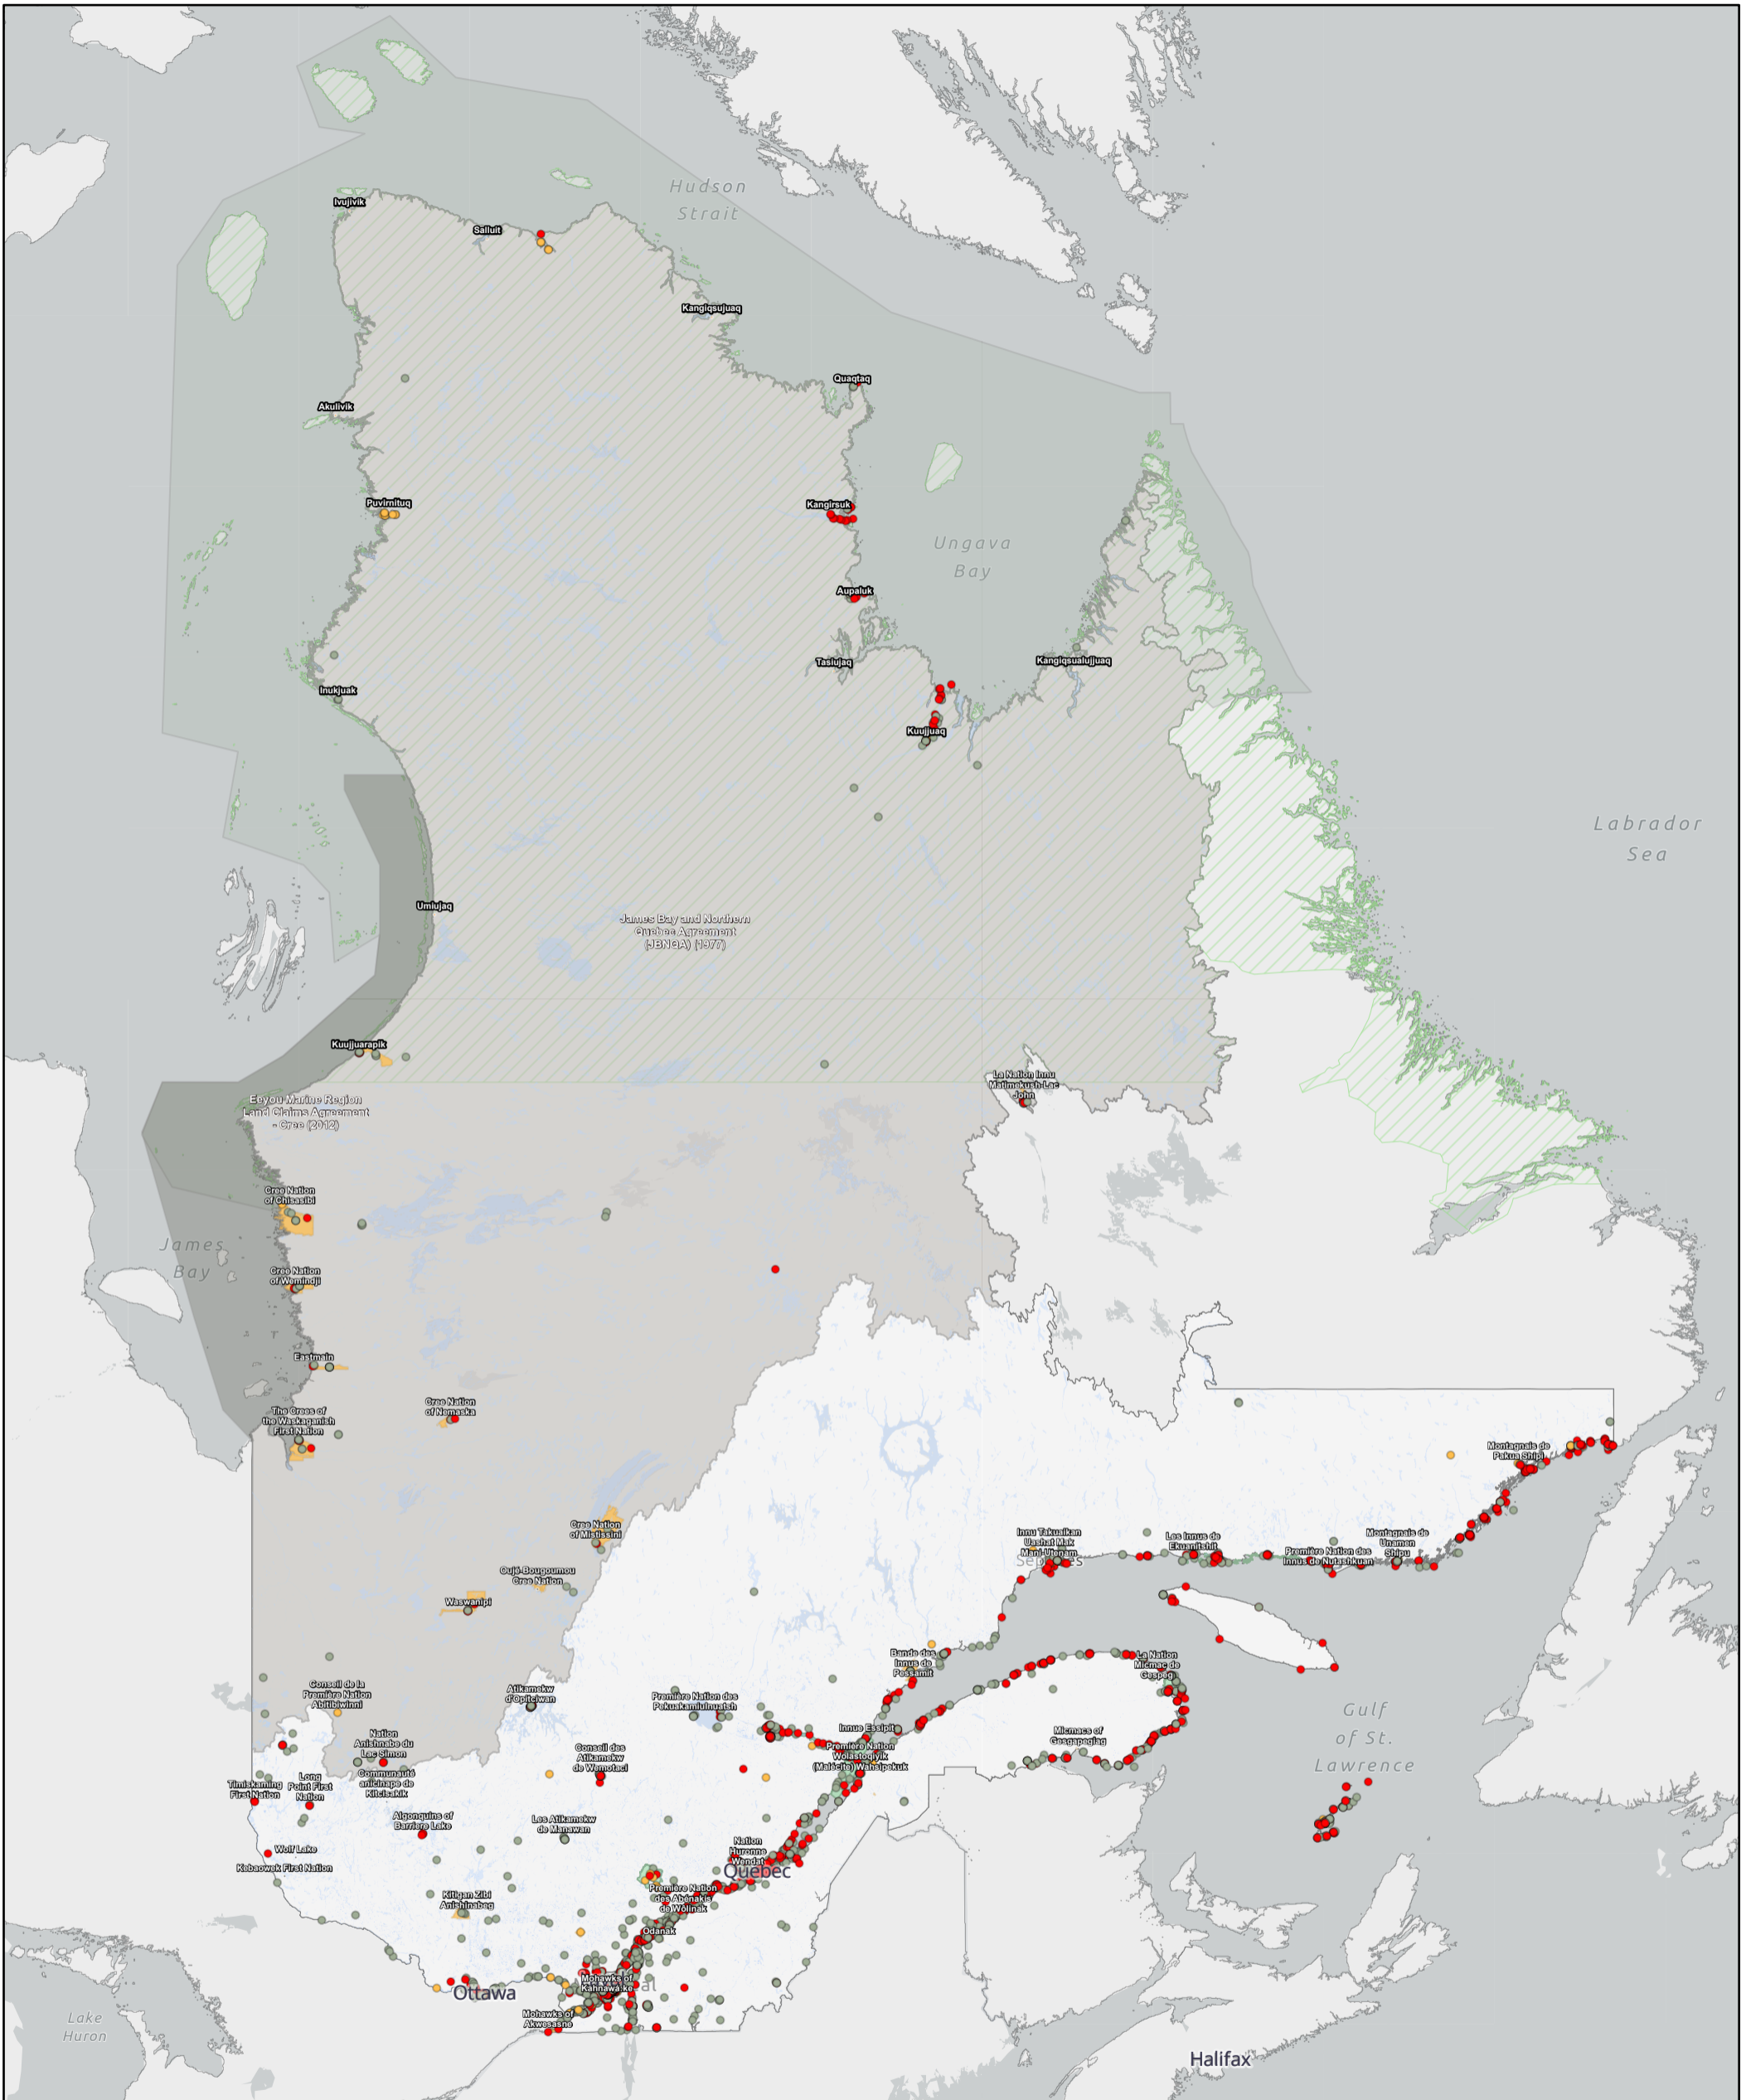 Hudson
Strait
Ivujivik
Salluit
Kangiqsujuaq
Quaqtaq
Akulivik
Puvirnituq
Kangirsuk
Ungava
Bay
Aupaluk
Tasiujaq
Kangiqsualujjuaq
Inukjuak
Kuujjuaq
Labrador
Sea
Umiujaq
James Bay and Northern
Quebec Agreement
(JBNQA) (1977)
Kuujjuarapik
La Nation Innu
Matimekush-Lac
John
Eeyou Marine Region
Land Claims Agreement
- Cree (2012)
Cree Nation
of Chisasibi
James
Bay
Cree Nation
of Wemindji
Eastmain
Cree Nation
of Nemaska
The Crees of
the Waskaganish
First Nation
Montagnais de
Pakua Shipi
Cree Nation
of Mistissini
Innu Takuaikan
Uashat Mak
Mani-Utenam
Les Innus de
Ekuanitshit
Première Nation des
Innus de Nutashkuan
Montagnais de
Unamen
Shipu
Oujé-Bougoumou
Cree Nation
Waswanipi
Bande des
Innus de
Pessamit
La Nation
Micmac de
Gespeg
Conseil de la
Première Nation
Abitibiwinni
Atikamekw
d'Opitciwan
Première Nation des
Pekuakamiulnuatsh
Gulf
of St.
Lawrence
Innue Essipit
Micmacs of
Gesgapegiag
Nation
Anishnabe du
Lac Simon
Première Nation
Wolastoqiyik
(Malécite) Wahsipekuk
Conseil des
Atikamekw
de Wemotaci
Communauté
anicinape de
Kitcisakik
Long
Point First
Nation
Timiskaming
First Nation
Algonquins of
Barriere Lake
Les Atikamekw
de Manawan
Nation
Huronne
Wendat
Wolf Lake
Kebaowek First Nation
Québec
Première Nation
des Abénakis
de Wôlinak
Kitigan Zibi
Anishinabeg
Odanak
Mohawks of
Kahnawá:ke
Ottawa
Mohawks of
Akwesasne
Lake
Huron
Halifax